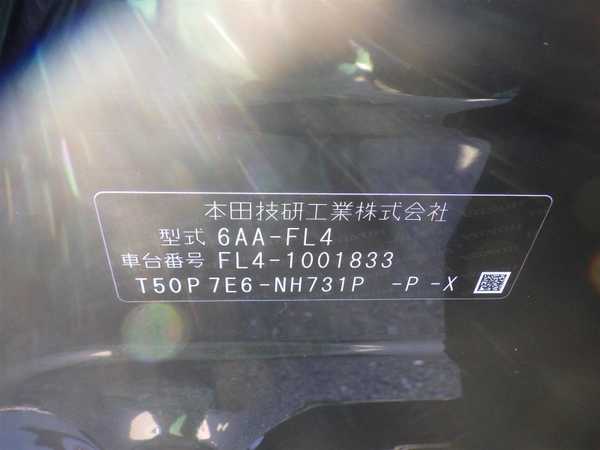 本田技研工業株式会社
型式 6AA-FL4
車台番号 FL4-1001833
T50P 7E6-NH731P -P-X